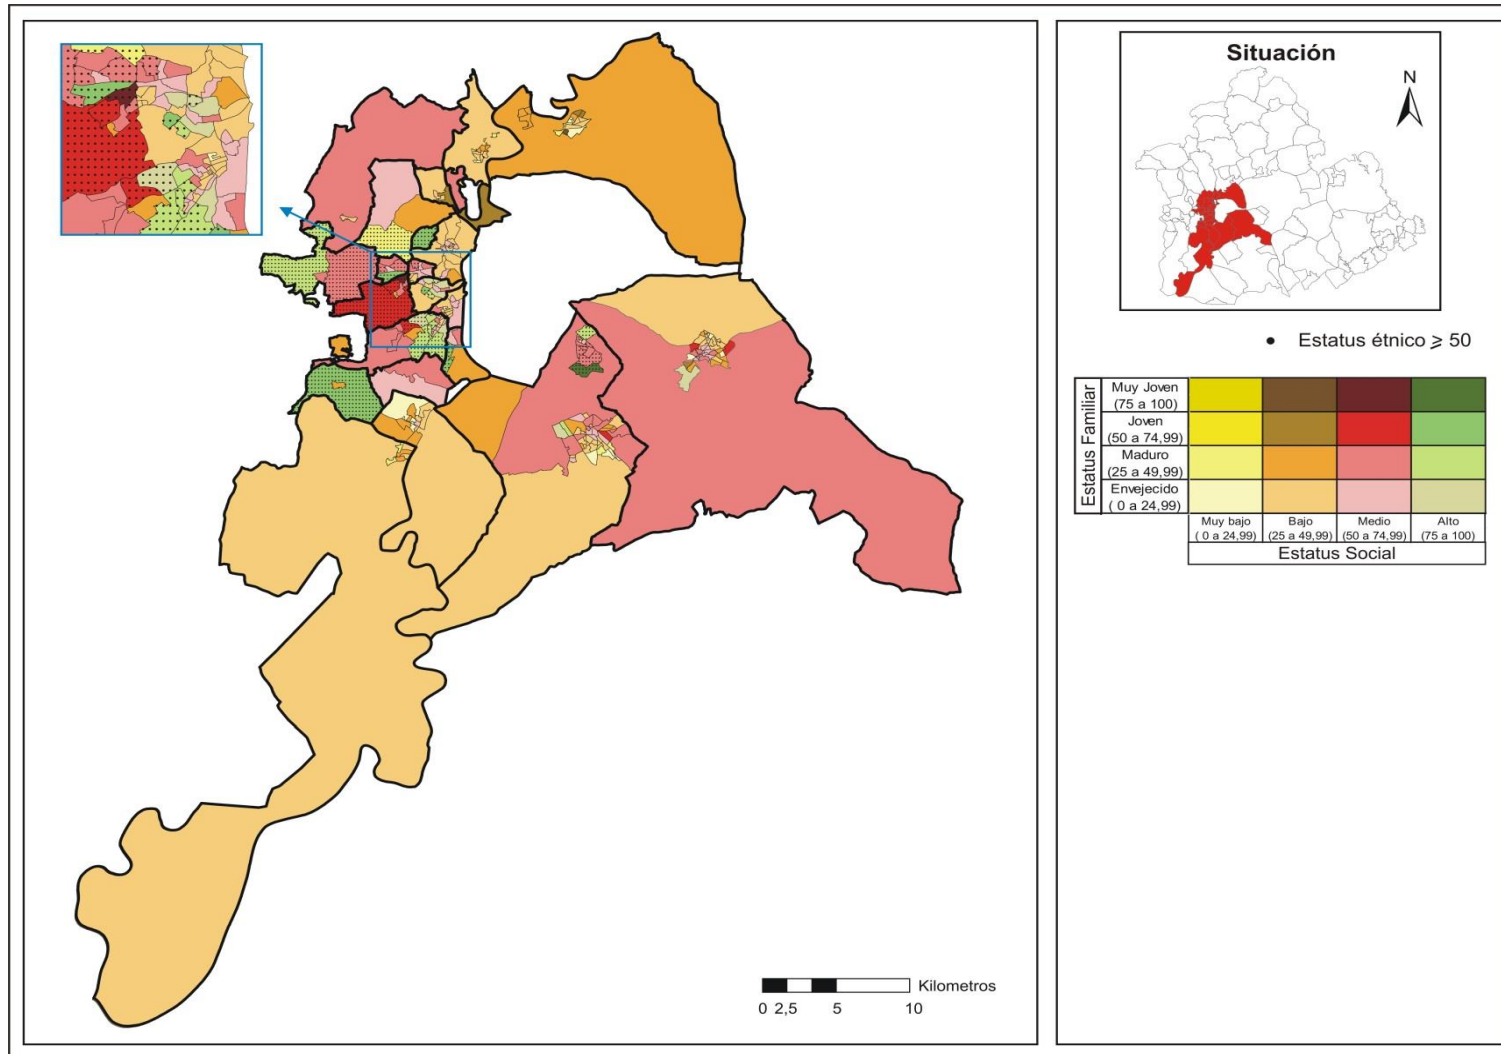 Situación
N
• Estatus étnico ⩾ 50
Estatus Familiar
Muy Joven
(75 a 100)
Joven
(50 a 74,99)
Maduro
(25 a 49,99)
Envejecido
( 0 a 24,99)
Muy bajo
( 0 a 24,99)
Bajo
(25 a 49,99)
Medio
(50 a 74,99)
Alto
(75 a 100)
Estatus Social
Kilometros
0 2,5 5 10